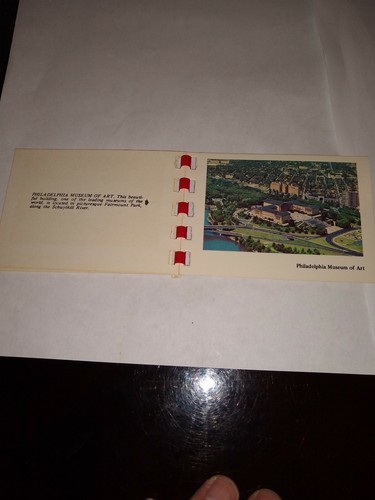 PHILADELPHIA MUSEUM OF ART. This beauti-
ful building, one of the leading museums of the
world, is located in picturesque Fairmount Park,
along the Schuylkill River.
Philadelphia Museum of Art